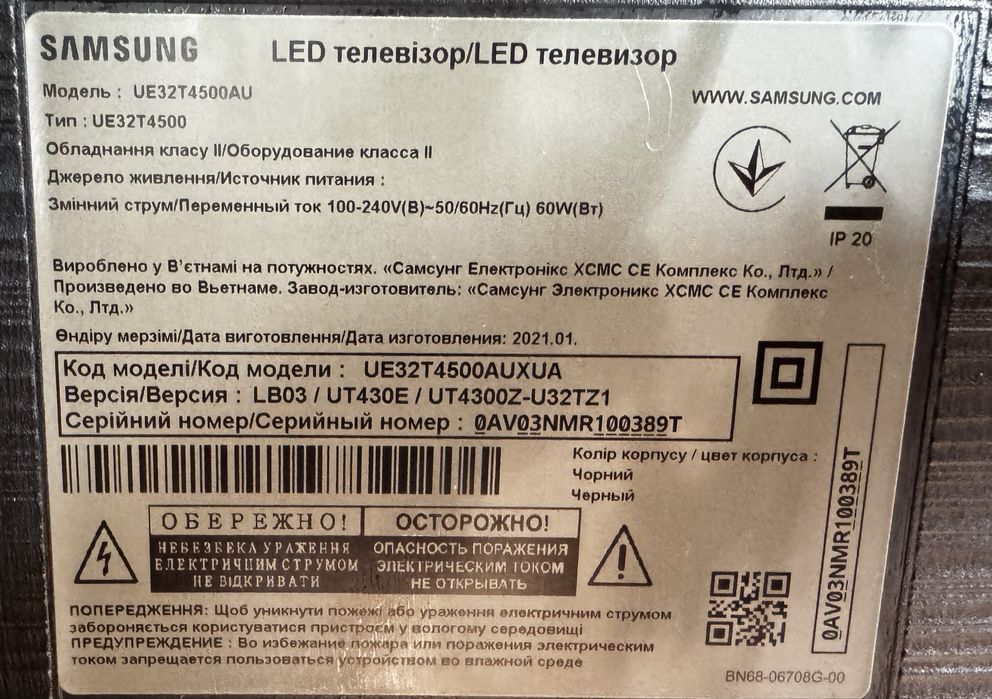 SAMSUNG
LED телевізор/LED телевизор
Модель : UE32T4500AU
WWW.SAMSUNG.COM
Тип : UE32T4500
Обладнання класу II/Оборудование класса II
Джерело живлення/Источник питания :
Змінний струм/Переменный ток 100-240V(В)~50/60Hz(Гц) 60W(Вт)
IP 20
Вироблено у В'єтнамі на потужностях. «Самсунг Електронікс ХСМС СЕ Комплекс Ко., Лтд.» /
Произведено во Вьетнаме. Завод-изготовитель: «Самсунг Электроникс ХСМС СЕ Комплекс
Ко., Лтд.»
Өндіру мерзімі/Дата виготовлення/Дата изготовления: 2021.01.
Код моделі/Код модели : UE32T4500AUXUA
Версія/Версия : LB03 / UT430E / UT4300Z-U32TZ1
Серійний номер/Серийный номер : 0AV03NMR100389T
Колір корпусу / цвет корпуса :
Чорний
Черный
ОБЕРЕЖНО!
НЕБЕЗБЕКА УРАЖЕННЯ
ЕЛЕКТРИЧНИМ СТРУМОМ
НЕ ВІДКРИВАТИ
ОСТОРОЖНО!
ОПАСНОСТЬ ПОРАЖЕНИЯ
ЭЛЕКТРИЧЕСКИМ ТОКОМ
НЕ ОТКРЫВАТЬ
0AV03NMR100389T
ПОПЕРЕДЖЕННЯ: Щоб уникнути пожежі або ураження електричним струмом
забороняється користуватися пристроєм у вологому середовищі
ПРЕДУПРЕЖДЕНИЕ : Во избежание пожара или поражения электрическим
током запрещается пользоваться устройством во влажной среде
BN68-06708G-00